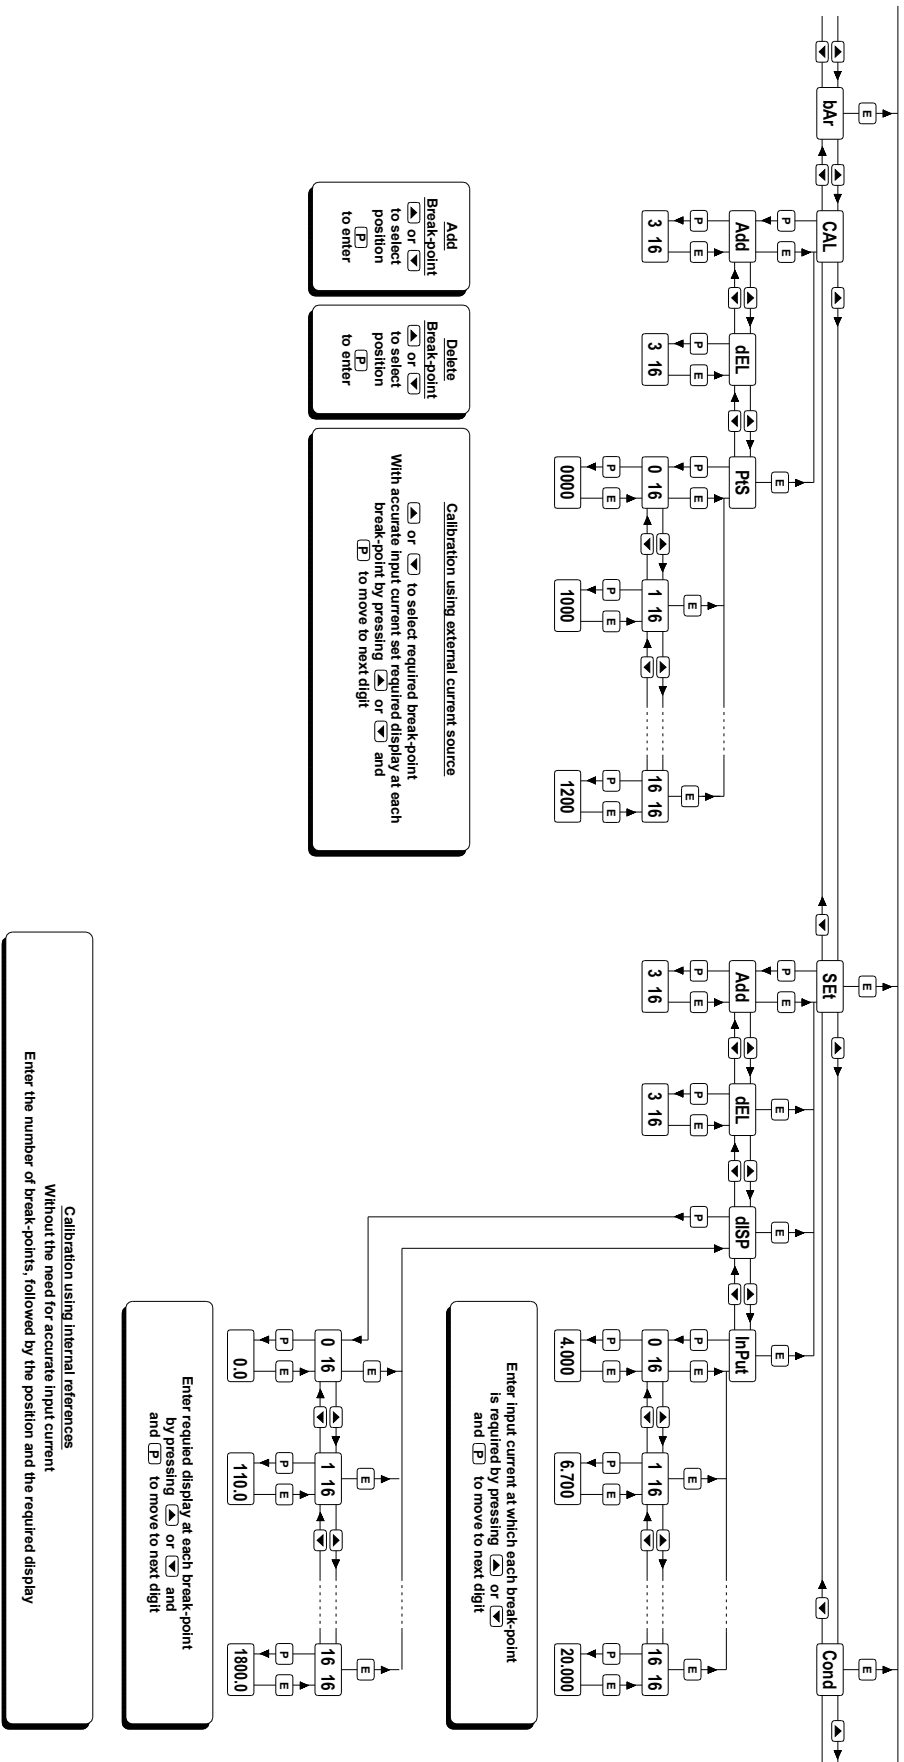 E E E
bAr CAL SEt Cond
P E E P E E E E
Add dEL PtS Add dEL dISP InPut
P E P E P E E E P E P E P P E E E
3 16 3 16 0 16 1 16 16 16 3 16 3 16 0 16 1 16 16 16
P E P E P E P E P E P E
0000 1000 1200 4.000 6.700 20.000
Add
Break-point
▲ or ▼
to select
position
P
to enter
Delete
Break-point
▲ or ▼
to select
position
P
to enter
Calibration using external current source
▲ or ▼ to select required break-point
With accurate input current set required display at each
break-point by pressing ▲ or ▼ and
P to move to next digit
Enter input current at which each break-point
is required by pressing ▲ or ▼
and P to move to next digit
E E E
0 16 1 16 16 16
P E P E P E
0.0 110.0 1800.0
Enter requied display at each break-point
by pressing ▲ or ▼ and
and P to move to next digit
Calibration using internal references
Without the need for accurate input current
Enter the number of break-points, followed by the position and the required display